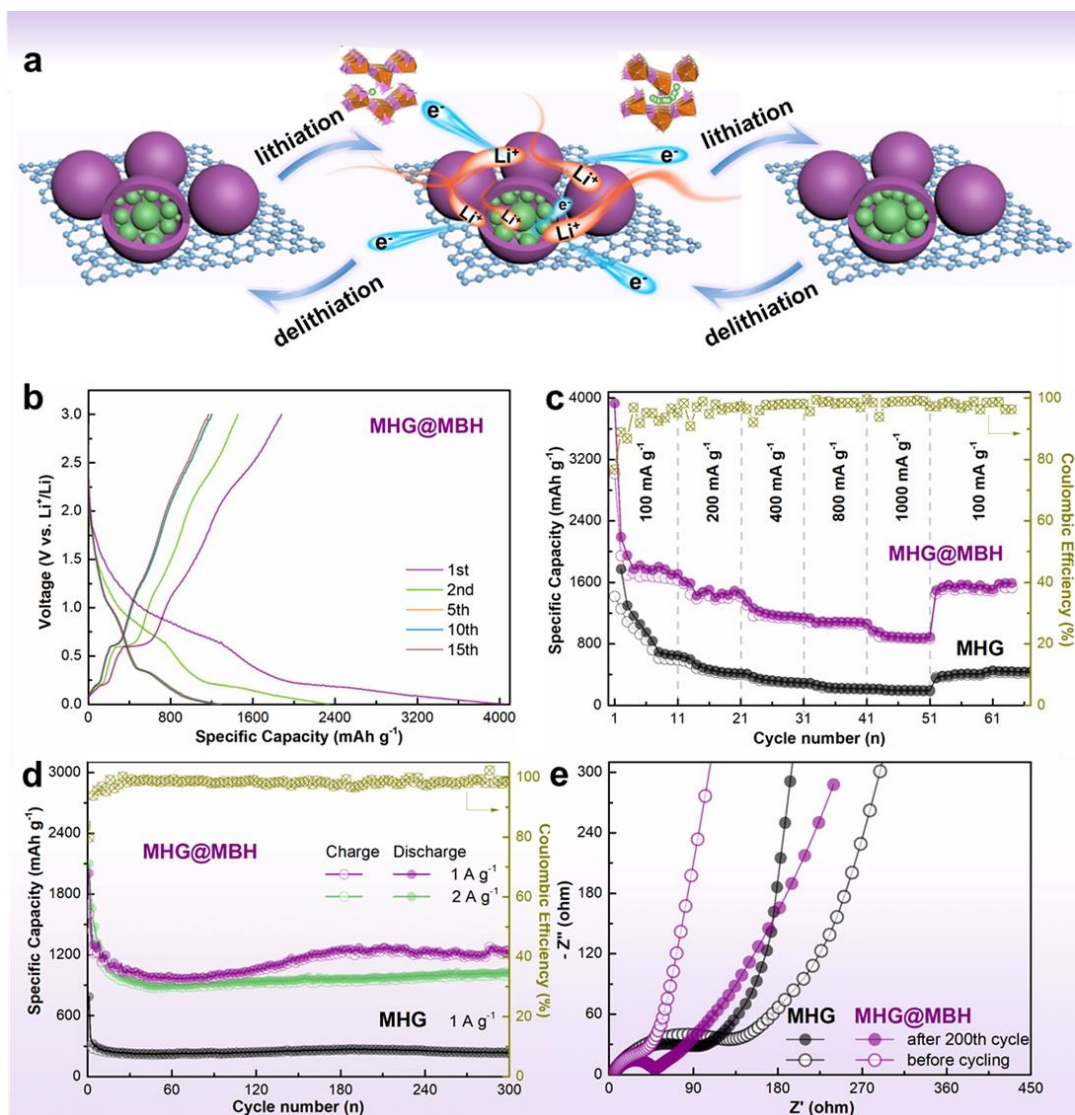 a
lithiation
e-
Li+
e-
lithiation
Li+
Li+
Li+
e-
Li+
e-
e-
delithiation
delithiation
b
MHG@MBH
Voltage (V vs. Li+/Li)
3.0
2.5
2.0
1.5
1.0
0.5
0.0
1st
2nd
5th
10th
15th
0 800 1600 2400 3200 4000
Specific Capacity (mAh g-1)
c
Specific Capacity (mAh g-1)
4000
3200
2400
1600
800
0
100 mA g-1
200 mA g-1
400 mA g-1
800 mA g-1
1000 mA g-1
100 mA g-1
MHG@MBH
MHG
100
80
60
40
20
0
Coulombic Efficiency (%)
1 11 21 31 41 51 61
Cycle number (n)
d
Specific Capacity (mAh g-1)
3000
2400
1800
1200
600
0
MHG@MBH
Charge Discharge
1 A g-1
2 A g-1
MHG 1 A g-1
100
80
60
40
20
0
Coulombic Efficiency (%)
0 60 120 180 240 300
Cycle number (n)
e
- Z'' (ohm)
300
240
180
120
60
0
MHG MHG@MBH
after 200th cycle
before cycling
0 90 180 270 360 450
Z' (ohm)